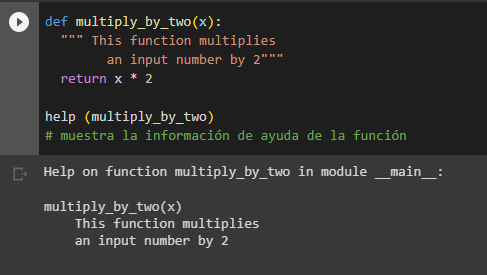 def multiply_by_two(x):
  """ This function multiplies
        an input number by 2"""
  return x * 2

help (multiply_by_two)
# muestra la información de ayuda de la función
Help on function multiply_by_two in module __main__:

multiply_by_two(x)
    This function multiplies
    an input number by 2